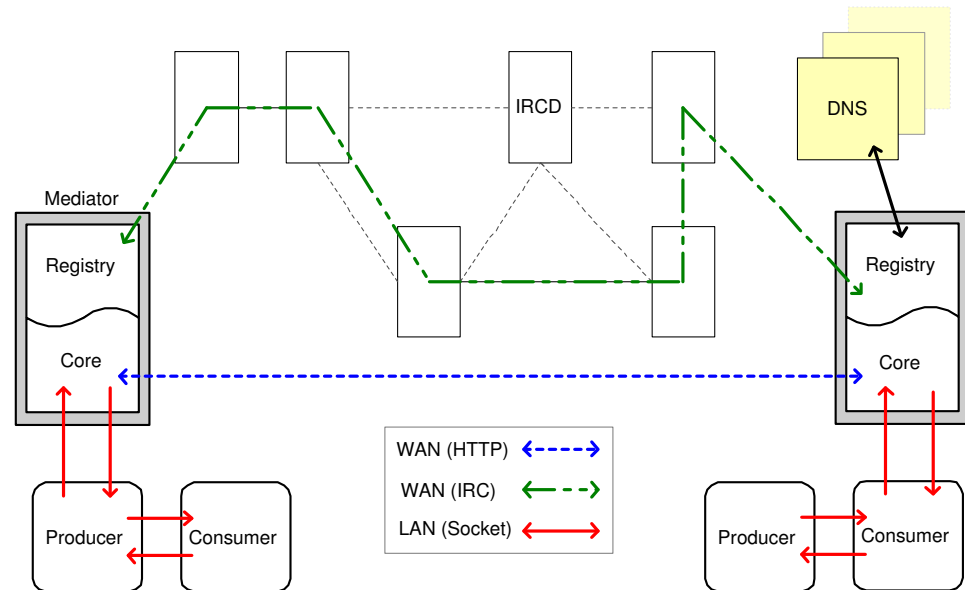 IRCD
DNS
Mediator
Registry
Registry
Core
Core
WAN (HTTP)
WAN (IRC)
LAN (Socket)
Producer
Consumer
Producer
Consumer